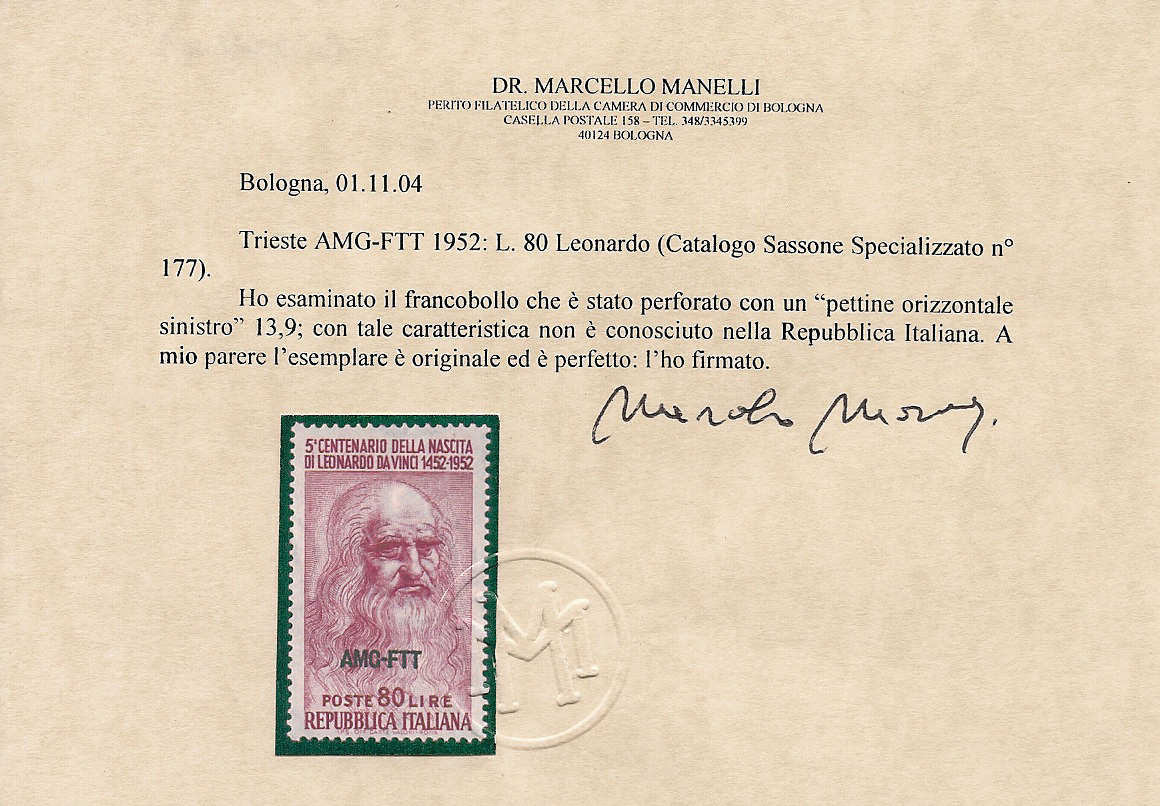 DR. MARCELLO MANELLI
PERITO FILATELICO DELLA CAMERA DI COMMERCIO DI BOLOGNA
CASELLA POSTALE 158 – TEL. 348/3345399
40124 BOLOGNA
Bologna, 01.11.04
Trieste AMG-FTT 1952: L. 80 Leonardo (Catalogo Sassone Specializzato n°
177).
Ho esaminato il francobollo che è stato perforato con un “pettine orizzontale
sinistro” 13,9; con tale caratteristica non è conosciuto nella Repubblica Italiana. A
mio parere l’esemplare è originale ed è perfetto: l’ho firmato.
5° CENTENARIO DELLA NASCITA
DI LEONARDO DA VINCI 1452-1952
AMG-FTT
POSTE 80 LIRE
REPUBBLICA ITALIANA
I.P.S. OFF. CARTE VALORI - ROMA
M